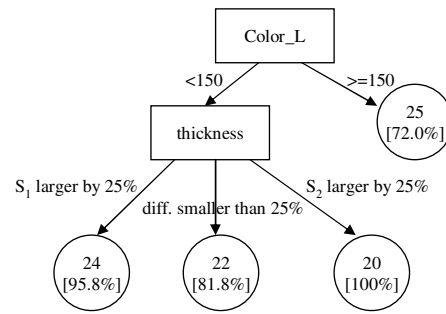 Color_L
<150
>=150
25
[72.0%]
thickness
S1 larger by 25%
diff. smaller than 25%
S2 larger by 25%
24
[95.8%]
22
[81.8%]
20
[100%]